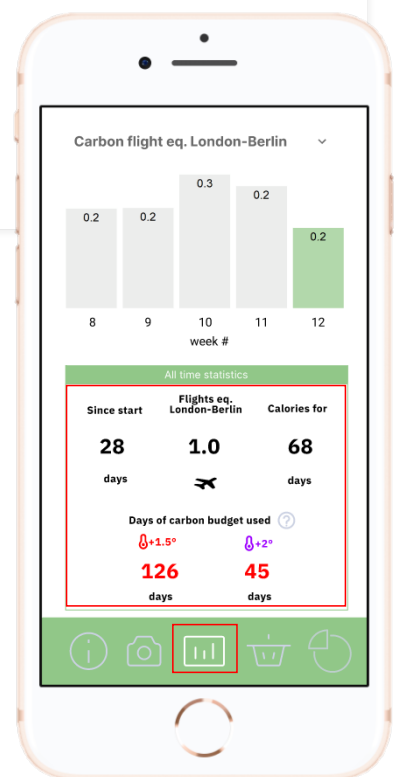 Carbon flight eq. London-Berlin
0.2 0.2 0.3 0.2 0.2
8 9 10 11 12
week #
All time statistics
Since start Flights eq. London-Berlin Calories for
28 1.0 68
days days
Days of carbon budget used ?
+1.5° +2°
126 45
days days
i